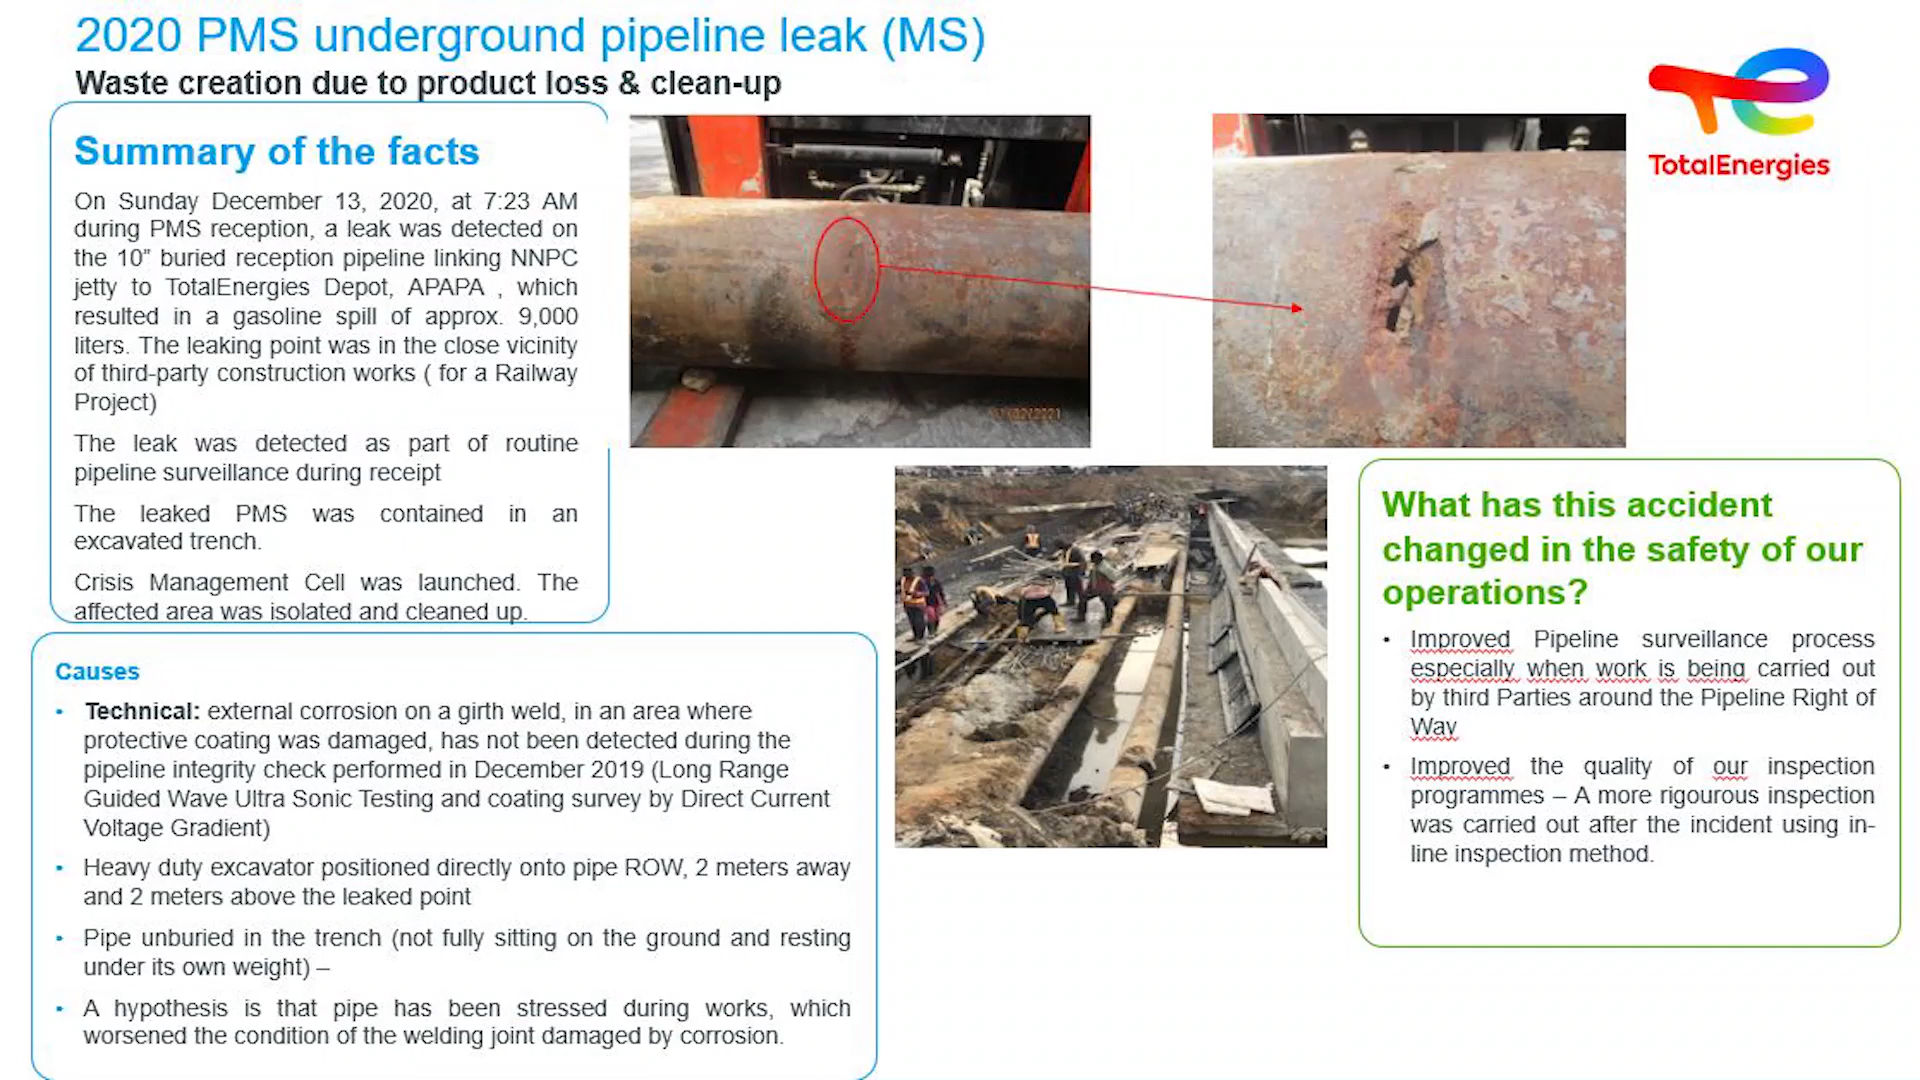 2020 PMS underground pipeline leak (MS)
Waste creation due to product loss & clean-up
TotalEnergies
Summary of the facts
On Sunday December 13, 2020, at 7:23 AM
during PMS reception, a leak was detected on
the 10” buried reception pipeline linking NNPC
jetty to TotalEnergies Depot, APAPA , which
resulted in a gasoline spill of approx. 9,000
liters. The leaking point was in the close vicinity
of third-party construction works ( for a Railway
Project)
The leak was detected as part of routine
pipeline surveillance during receipt
The leaked PMS was contained in an
excavated trench.
Crisis Management Cell was launched. The
affected area was isolated and cleaned up.
Causes
• Technical: external corrosion on a girth weld, in an area where
protective coating was damaged, has not been detected during the
pipeline integrity check performed in December 2019 (Long Range
Guided Wave Ultra Sonic Testing and coating survey by Direct Current
Voltage Gradient)
• Heavy duty excavator positioned directly onto pipe ROW, 2 meters away
and 2 meters above the leaked point
• Pipe unburied in the trench (not fully sitting on the ground and resting
under its own weight) –
• A hypothesis is that pipe has been stressed during works, which
worsened the condition of the welding joint damaged by corrosion.
What has this accident
changed in the safety of our
operations?
• Improved Pipeline surveillance process
especially when work is being carried out
by third Parties around the Pipeline Right of
Way
• Improved the quality of our inspection
programmes – A more rigourous inspection
was carried out after the incident using in-
line inspection method.